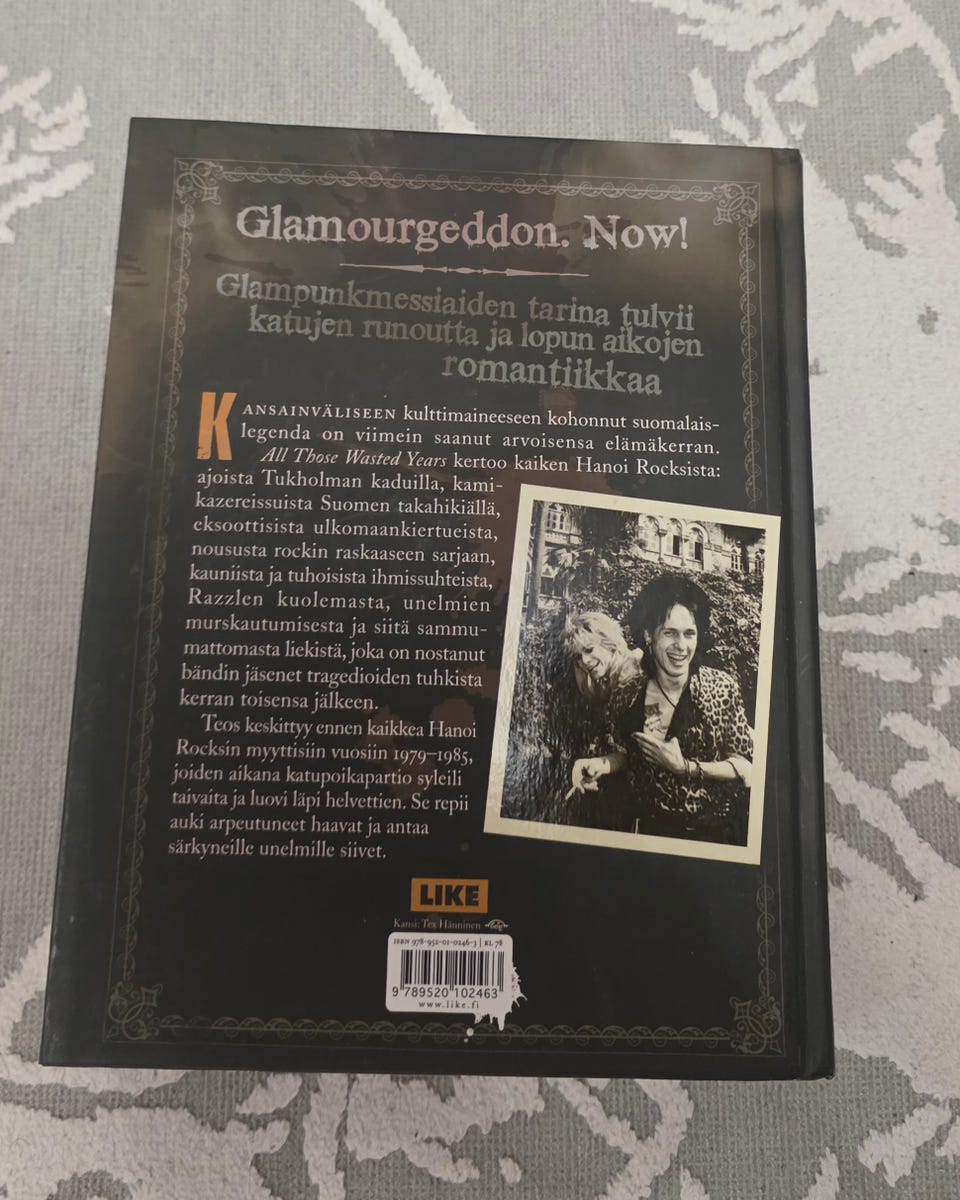 Glamourgeddon. Now!
Glampunkmessiaiden tarina tulvii
katujen runoutta ja lopun aikojen
romantiikkaa
KANSAINVÄLISEEN kulttimaineeseen kohonnut suomalais-
legenda on viimein saanut arvoisensa elämäkerran.
All Those Wasted Years kertoo kaiken Hanoi Rocksista:
ajoista Tukholman kaduilla, kami-
kazereissuista Suomen takahikiällä,
eksoottisista ulkomaankiertueista,
noususta rockin raskaaseen sarjaan,
kauniista ja tuhoisista ihmissuhteista,
Razzlen kuolemasta, unelmien
murskautumisesta ja siitä sammu-
mattomasta liekistä, joka on nostanut
bändin jäsenet tragedioiden tuhkista
kerran toisensa jälkeen.
Teos keskittyy ennen kaikkea Hanoi
Rocksin myyttisiin vuosiin 1979–1985,
joiden aikana katupoikapartio syleili
taivaita ja luovi läpi helvettien. Se repii
auki arpeutuneet haavat ja antaa
särkyneille unelmille siivet.
LIKE
Kansi: Tex Hänninen
ISBN 978-952-01-0246-3 | KL 78
9 789520 102463
www.like.fi